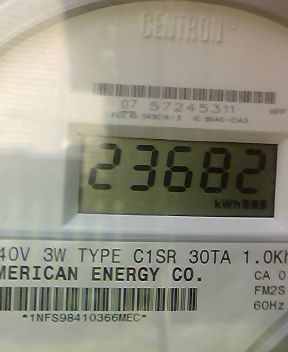 CENTRON®
07 57245311
23682
kWh
40V 3W TYPE C1SR 30TA 1.0Kh
MERICAN ENERGY CO.
CA 0
FM2S
60Hz
*1NFS98410366MEC*